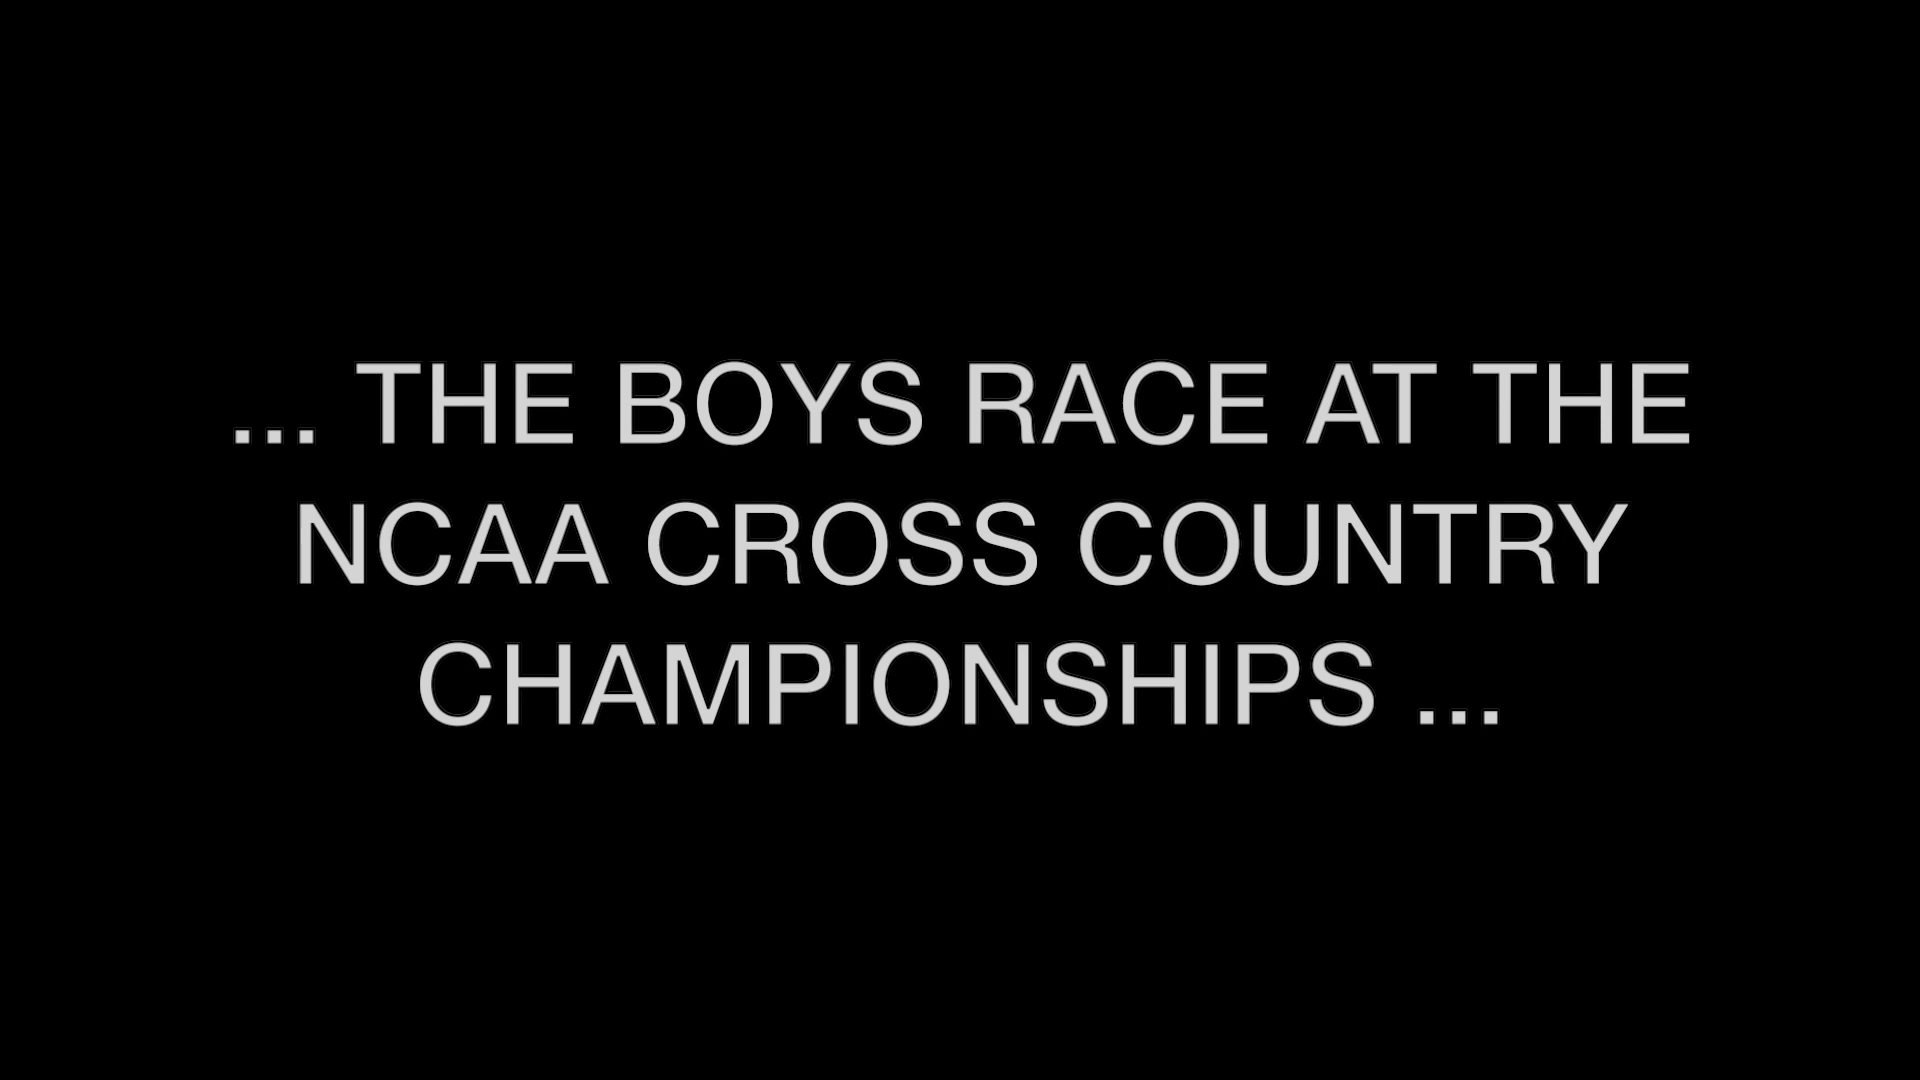 ... THE BOYS RACE AT THE
NCAA CROSS COUNTRY
CHAMPIONSHIPS ...